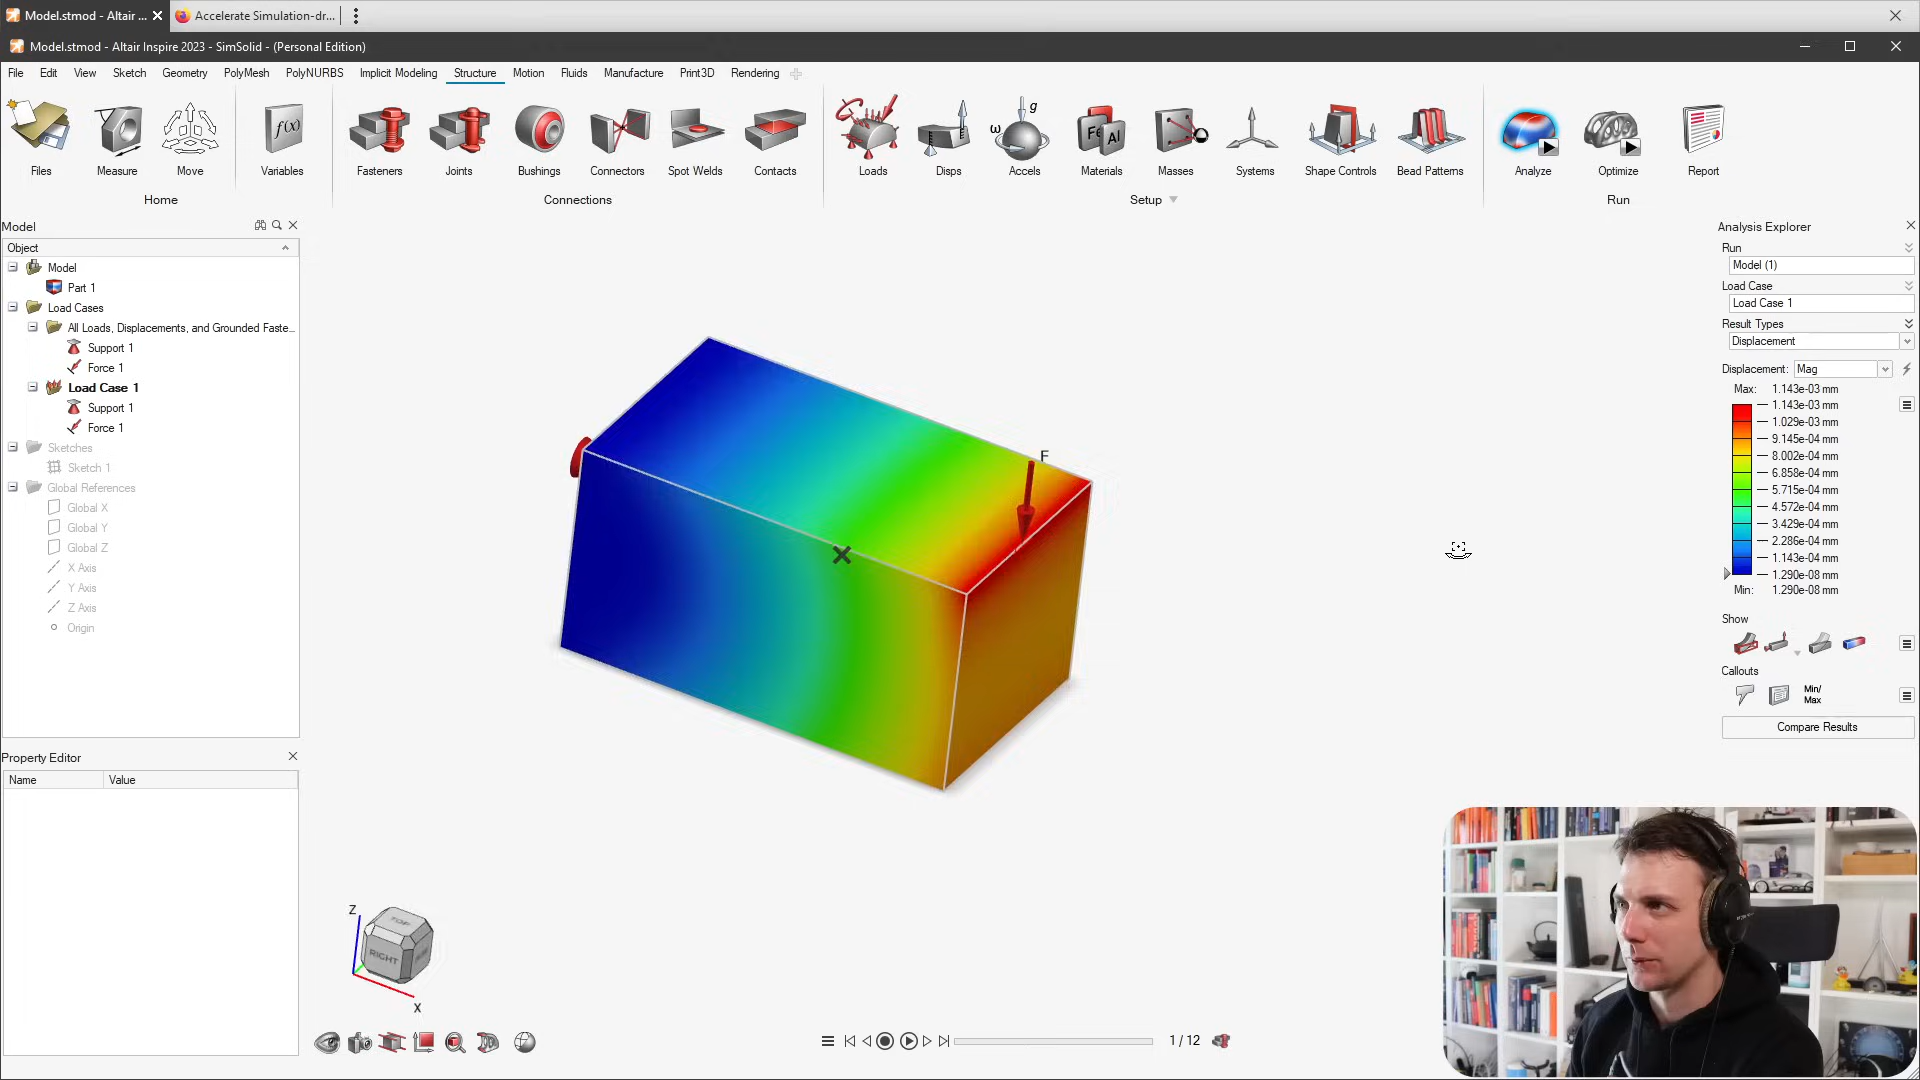 Model.stmod - Altair ...
Accelerate Simulation-dr...
Model.stmod - Altair Inspire 2023 - SimSolid - (Personal Edition)
File Edit View Sketch Geometry PolyMesh PolyNURBS Implicit Modeling Structure Motion Fluids Manufacture Print3D Rendering
f(x)
Fe
Al
ω
g
Files Measure Move Variables Fasteners Joints Bushings Connectors Spot Welds Contacts Loads Disps Accels Materials Masses Systems Shape Controls Bead Patterns Analyze Optimize Report
Home Connections Setup Run
Model
Object
Model
Part 1
Load Cases
All Loads, Displacements, and Grounded Faste...
Support 1
Force 1
Load Case 1
Support 1
Force 1
Sketches
Sketch 1
Global References
Global X
Global Y
Global Z
X Axis
Y Axis
Z Axis
Origin
Property Editor
Name Value
F
Z
TOP
RIGHT
X
1 / 12
Analysis Explorer
Run
Model (1)
Load Case
Load Case 1
Result Types
Displacement
Displacement: Mag
Max: 1.143e-03 mm
1.143e-03 mm
1.029e-03 mm
9.145e-04 mm
8.002e-04 mm
6.858e-04 mm
5.715e-04 mm
4.572e-04 mm
3.429e-04 mm
2.286e-04 mm
1.143e-04 mm
1.290e-08 mm
Min: 1.290e-08 mm
Show
Callouts
Min/
Max
Compare Results